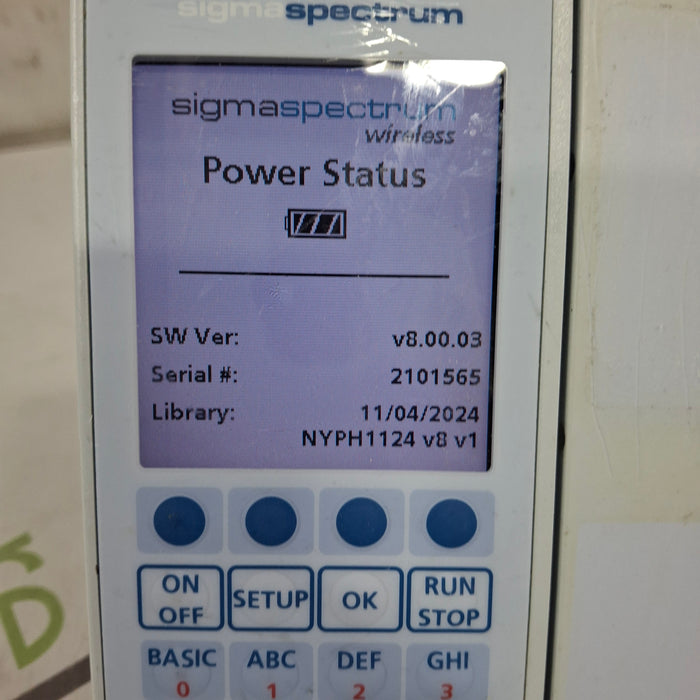 sigmaspectrum
sigmaspectrum
wireless
Power Status
SW Ver: v8.00.03
Serial #: 2101565
Library: 11/04/2024
NYPH1124 v8 v1
ON OFF
SETUP
OK
RUN STOP
BASIC ABC DEF GHI
0 1 2 3